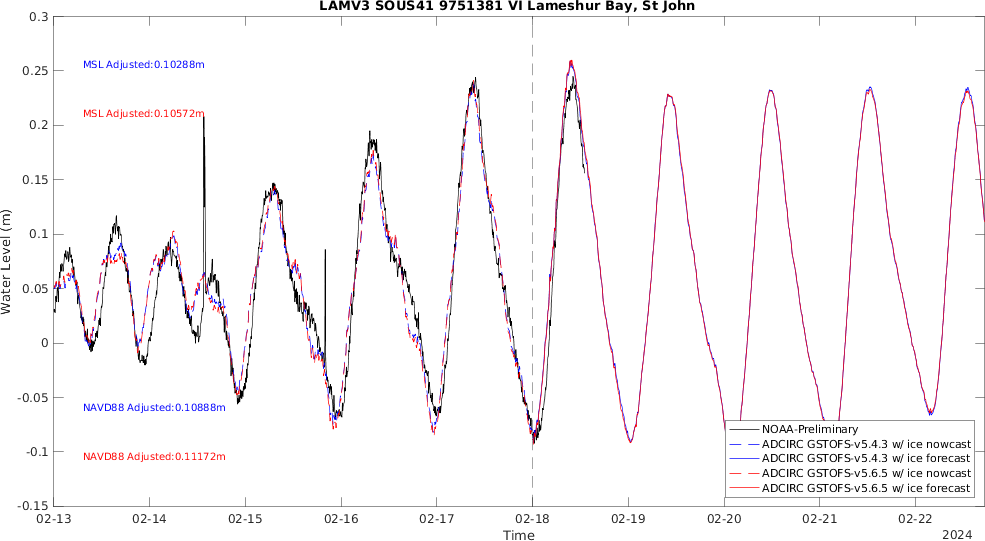 LAMV3 SOUS41 9751381 VI Lameshur Bay, St John
0.3
0.25
0.2
0.15
0.1
0.05
0
-0.05
-0.1
-0.15
Water Level (m)
MSL Adjusted:0.10288m
MSL Adjusted:0.10572m
NAVD88 Adjusted:0.10888m
NAVD88 Adjusted:0.11172m
NOAA-Preliminary
ADCIRC GSTOFS-v5.4.3 w/ ice nowcast
ADCIRC GSTOFS-v5.4.3 w/ ice forecast
ADCIRC GSTOFS-v5.6.5 w/ ice nowcast
ADCIRC GSTOFS-v5.6.5 w/ ice forecast
02-13 02-14 02-15 02-16 02-17 02-18 02-19 02-20 02-21 02-22
Time
2024